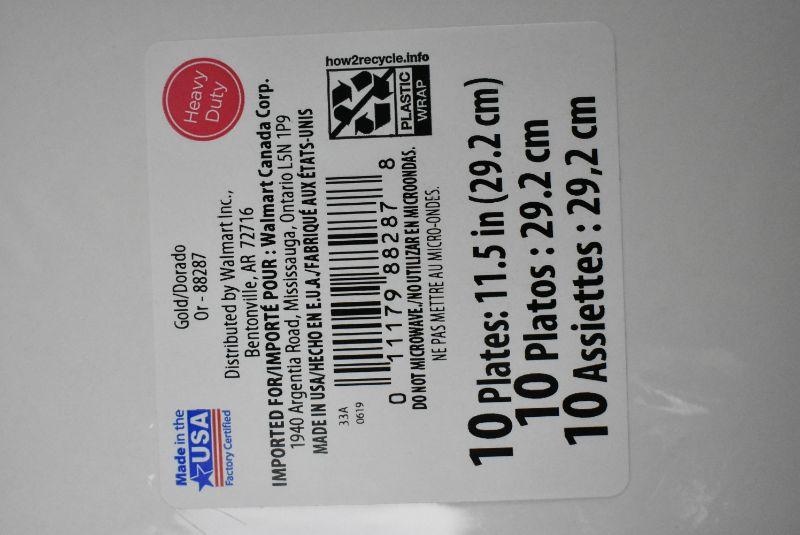 Made in the
USA
Factory Certified
Gold/Dorado
Or - 88287
Heavy
Duty
Distributed by Walmart Inc.,
Bentonville, AR 72716
IMPORTED FOR/IMPORTÉ POUR : Walmart Canada Corp.
1940 Argentia Road, Mississauga, Ontario L5N 1P9
MADE IN USA/HECHO EN E.U.A./FABRIQUÉ AUX ÉTATS-UNIS
how2recycle.info
PLASTIC
WRAP
33A
0619
0 11179 88287 8
DO NOT MICROWAVE./NO UTILIZAR EN MICROONDAS.
NE PAS METTRE AU MICRO-ONDES.
10 Plates: 11.5 in (29.2 cm)
10 Platos : 29.2 cm
10 Assiettes : 29,2 cm